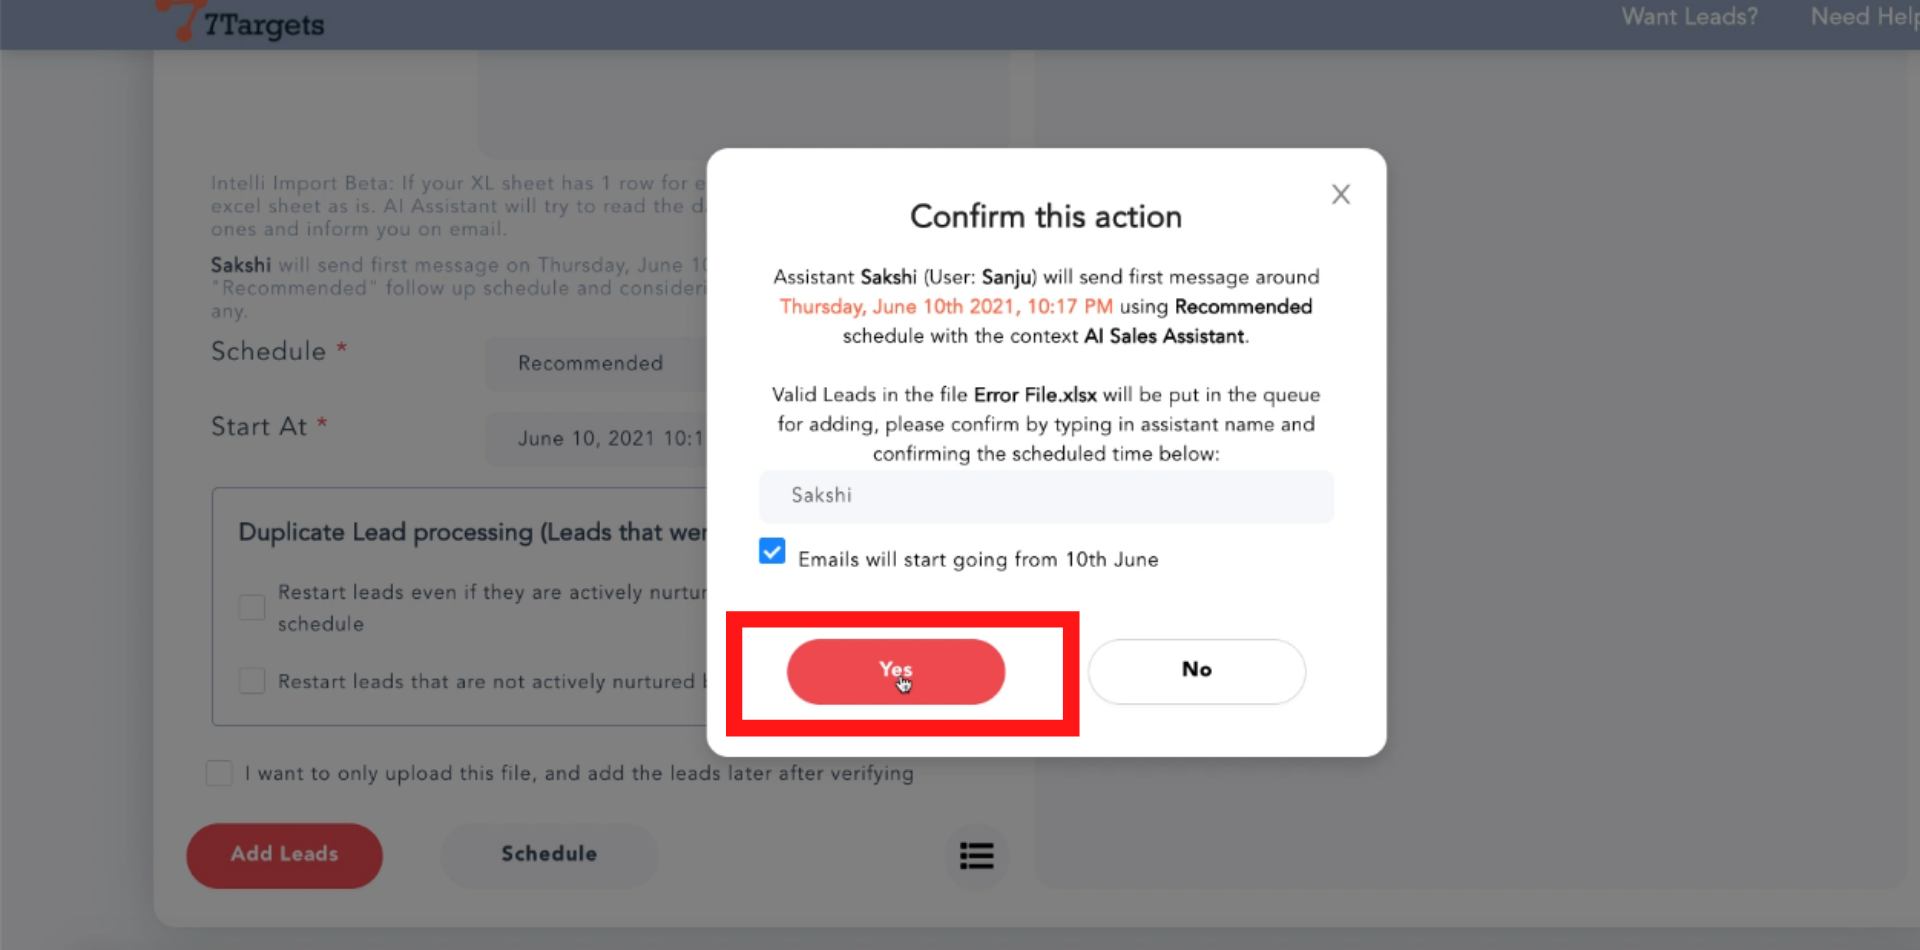 7Targets
Want Leads?
Need Help
Intelli Import Beta: If your XL sheet has 1 row for e
excel sheet as is. AI Assistant will try to read the d
ones and inform you on email.
Sakshi will send first message on Thursday, June 10
"Recommended" follow up schedule and consideri
any.
Schedule *
Recommended
Start At *
June 10, 2021 10:1
Duplicate Lead processing (Leads that wer
Restart leads even if they are actively nurtur
schedule
Restart leads that are not actively nurtured b
I want to only upload this file, and add the leads later after verifying
Add Leads
Schedule
X
Confirm this action
Assistant Sakshi (User: Sanju) will send first message around
Thursday, June 10th 2021, 10:17 PM using Recommended
schedule with the context AI Sales Assistant.
Valid Leads in the file Error File.xlsx will be put in the queue
for adding, please confirm by typing in assistant name and
confirming the scheduled time below:
Sakshi
Emails will start going from 10th June
Yes
No